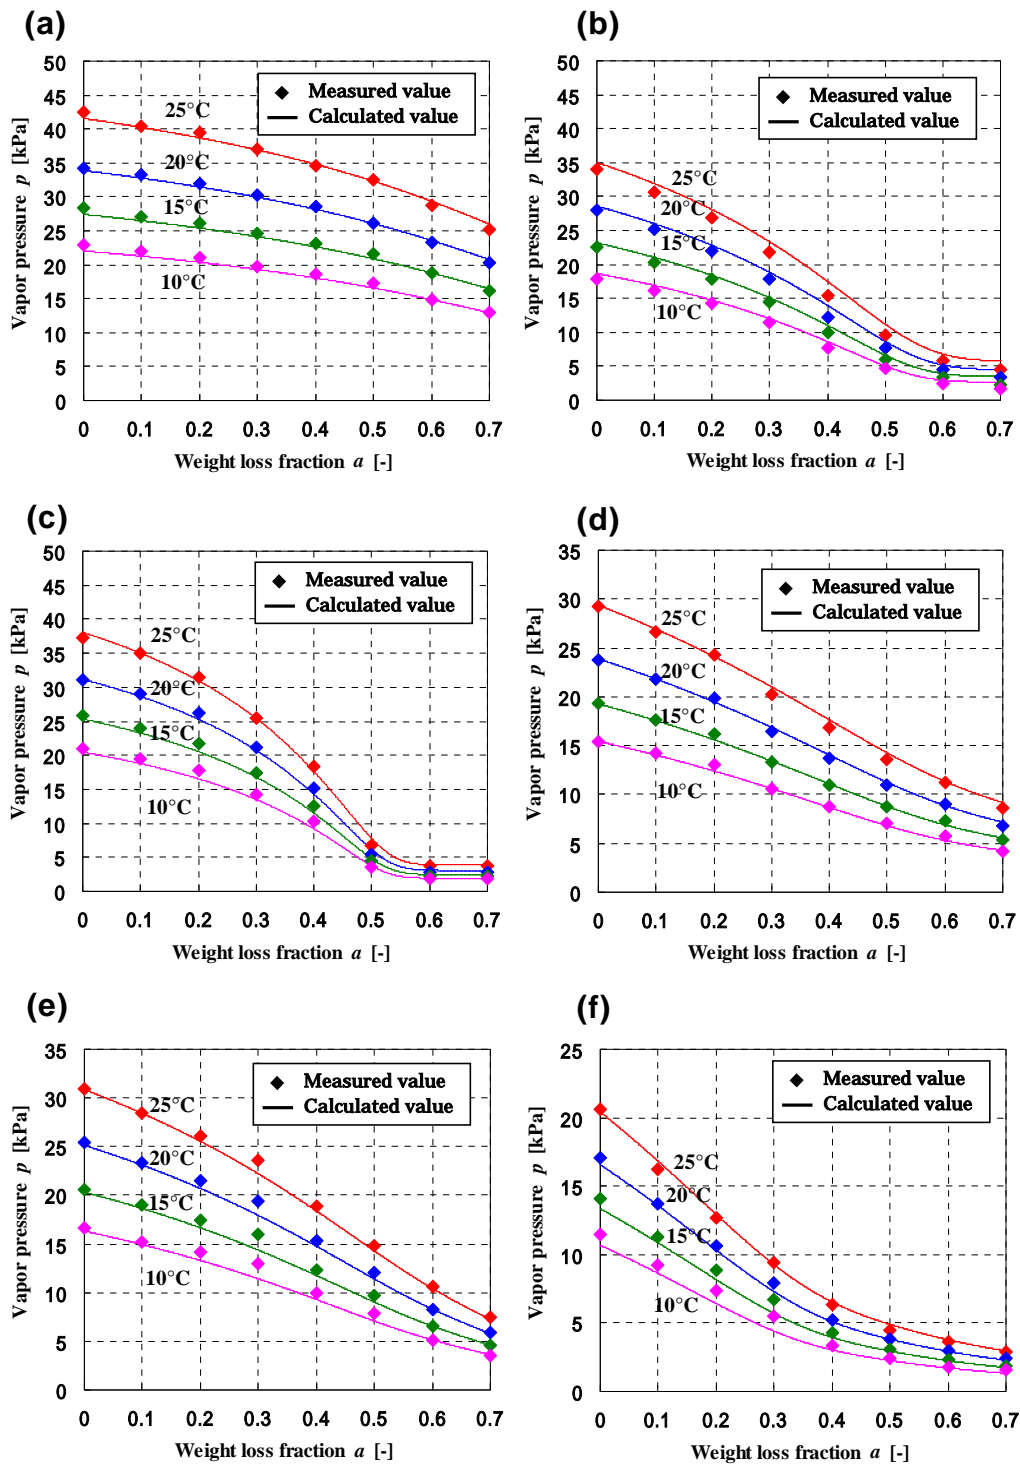 (a)
50
45
40
35
30
25
20
15
10
5
0
Vapor pressure p [kPa]
Measured value
Calculated value
25°C
20°C
15°C
10°C
0 0.1 0.2 0.3 0.4 0.5 0.6 0.7
Weight loss fraction a [-]
(b)
50
45
40
35
30
25
20
15
10
5
0
Vapor pressure p [kPa]
Measured value
Calculated value
25°C
20°C
15°C
10°C
0 0.1 0.2 0.3 0.4 0.5 0.6 0.7
Weight loss fraction a [-]
(c)
50
45
40
35
30
25
20
15
10
5
0
Vapor pressure p [kPa]
Measured value
Calculated value
25°C
20°C
15°C
10°C
0 0.1 0.2 0.3 0.4 0.5 0.6 0.7
Weight loss fraction a [-]
(d)
35
30
25
20
15
10
5
0
Vapor pressure p [kPa]
Measured value
Calculated value
25°C
20°C
15°C
10°C
0 0.1 0.2 0.3 0.4 0.5 0.6 0.7
Weight loss fraction a [-]
(e)
35
30
25
20
15
10
5
0
Vapor pressure p [kPa]
Measured value
Calculated value
25°C
20°C
15°C
10°C
0 0.1 0.2 0.3 0.4 0.5 0.6 0.7
Weight loss fraction a [-]
(f)
25
20
15
10
5
0
Vapor pressure p [kPa]
Measured value
Calculated value
25°C
20°C
15°C
10°C
0 0.1 0.2 0.3 0.4 0.5 0.6 0.7
Weight loss fraction a [-]